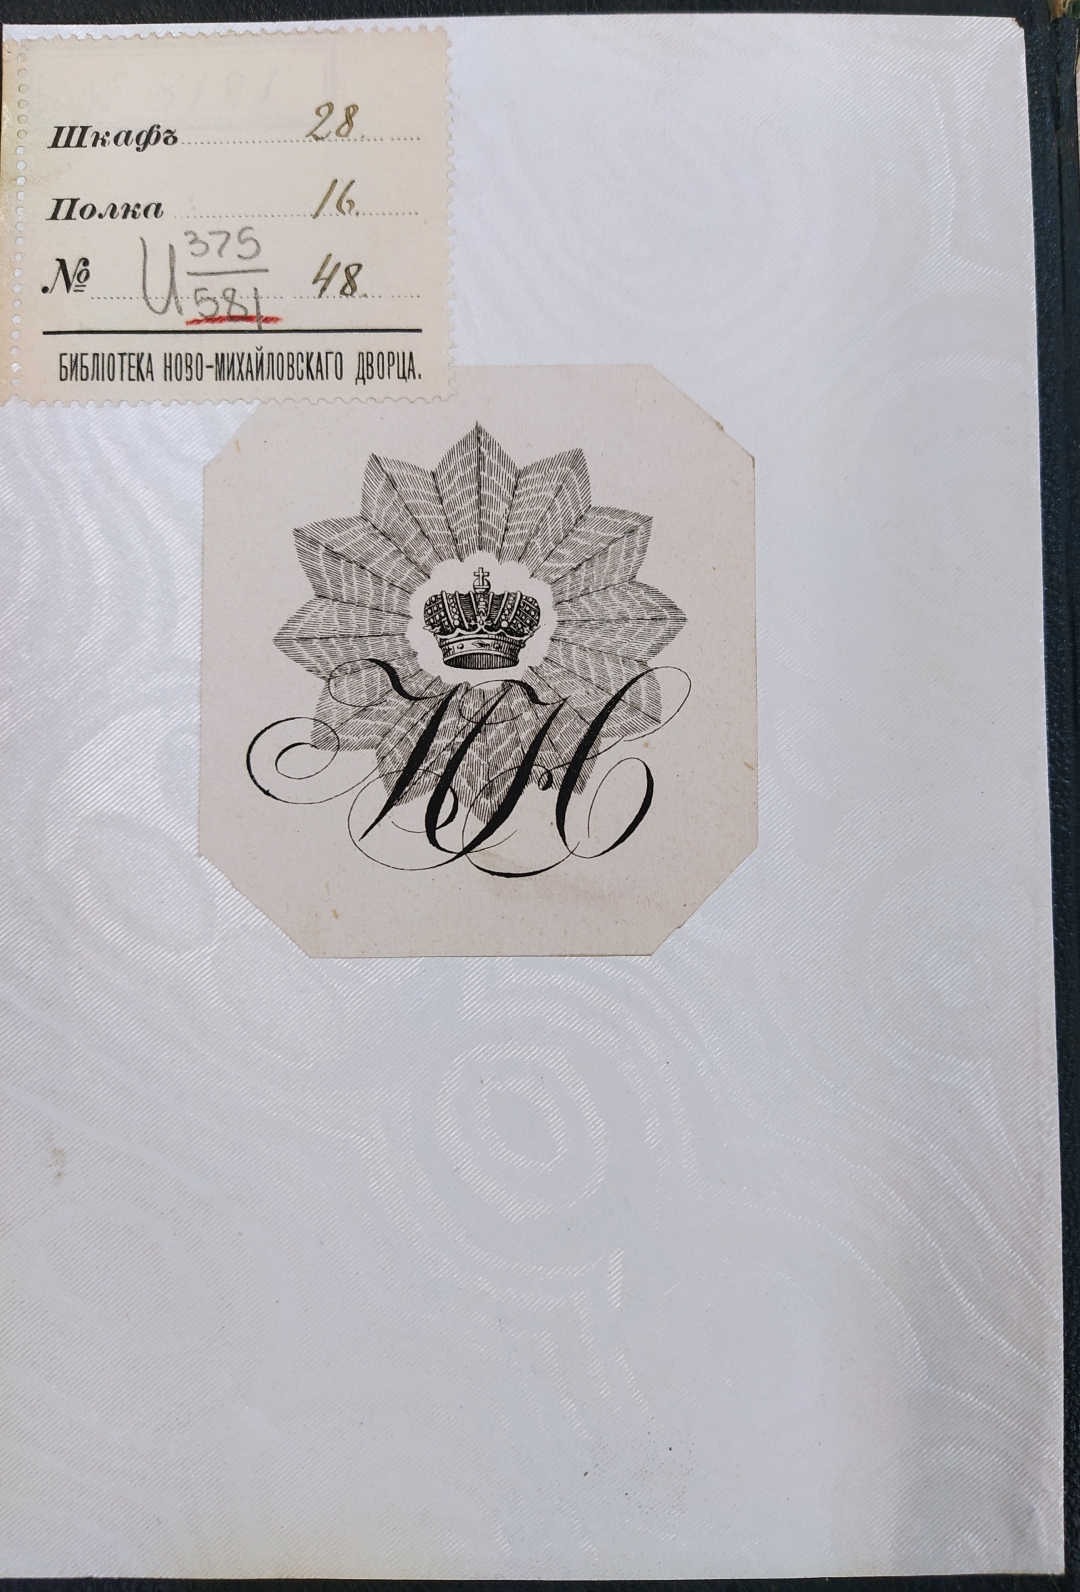 Шкафъ 28.
Полка 16.
№ И 375/581 48.
БИБЛІОТЕКА НОВО-МИХАЙЛОВСКАГО ДВОРЦА.